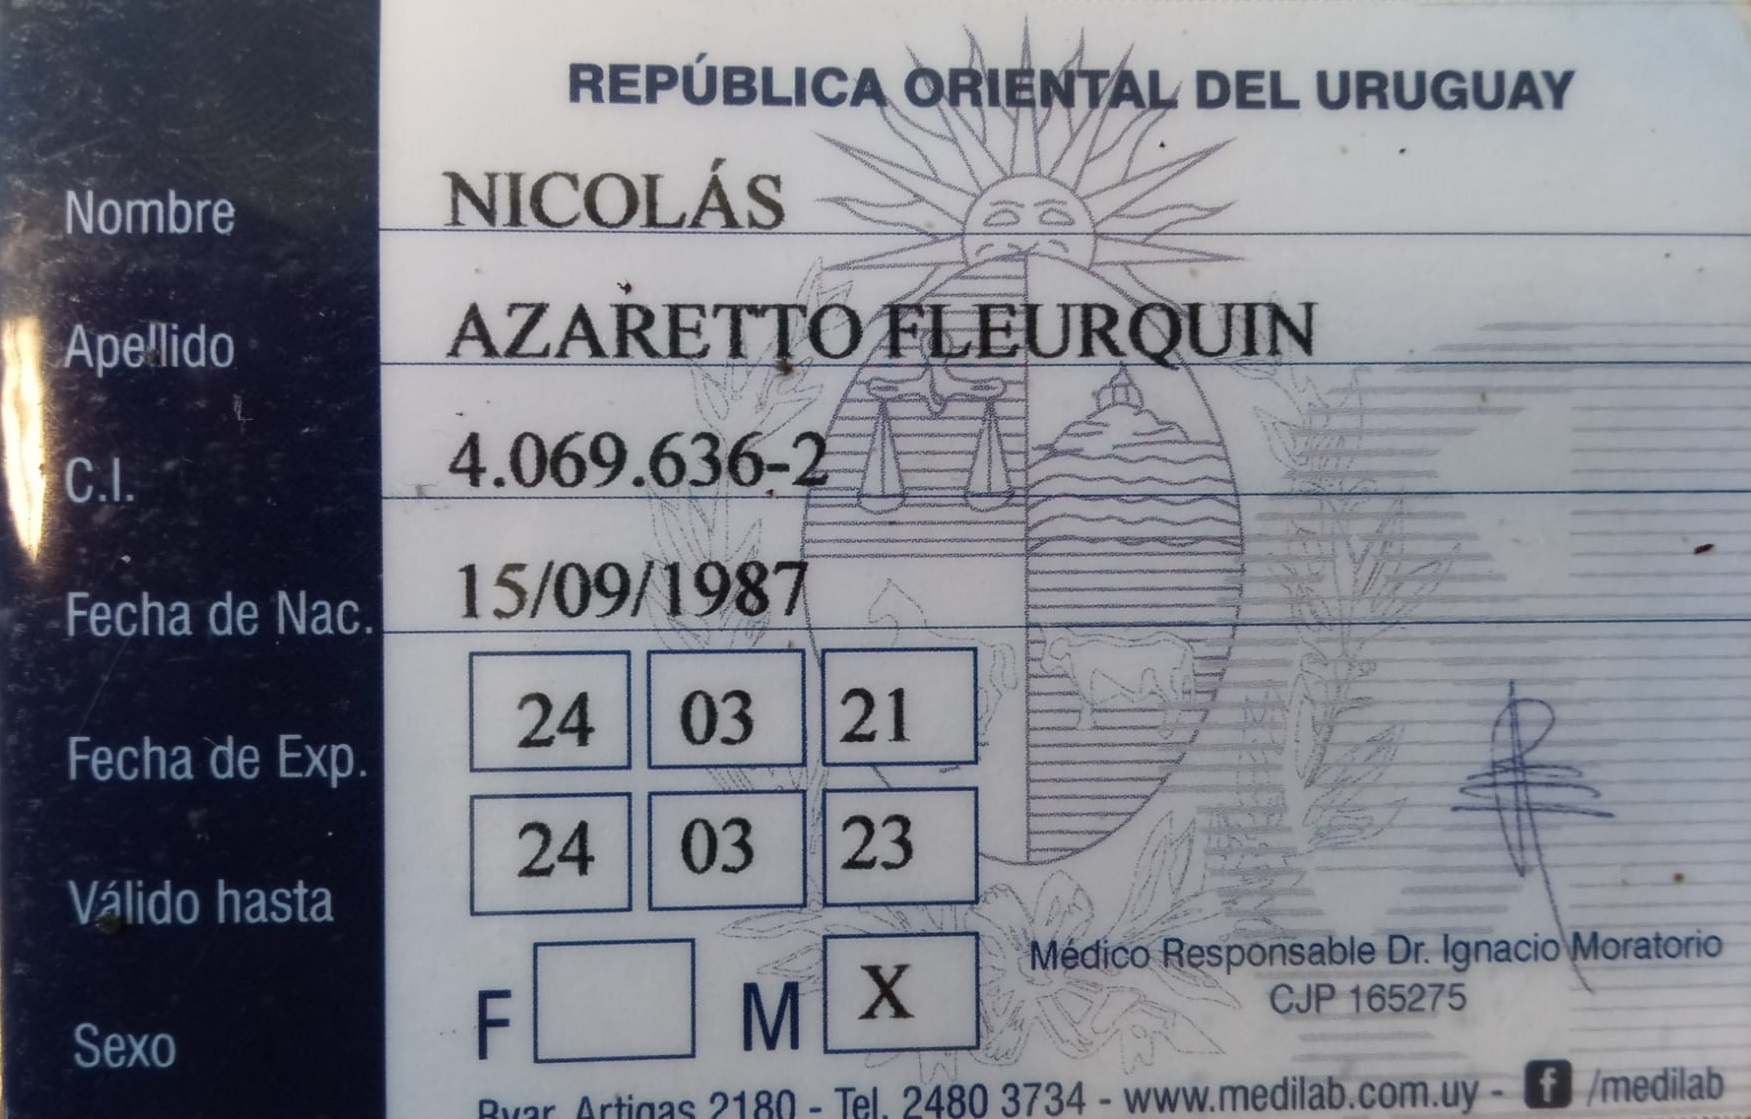 REPÚBLICA ORIENTAL DEL URUGUAY
Nombre NICOLÁS
Apellido AZARETTO FLEURQUIN
C.I. 4.069.636-2
Fecha de Nac. 15/09/1987
Fecha de Exp. 24 03 21
Válido hasta 24 03 23
Sexo F M X
Médico Responsable Dr. Ignacio Moratorio
CJP 165275
Bvar. Artigas 2180 - Tel. 2480 3734 - www.medilab.com.uy - f /medilab